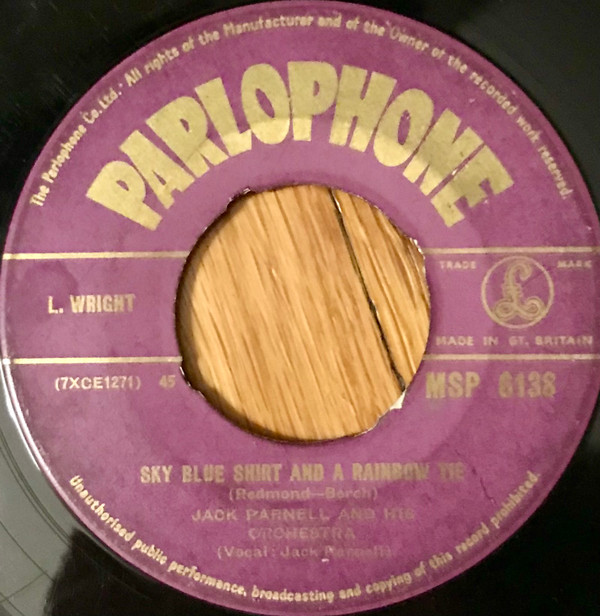 The Parlophone Co. Ltd. All rights of the Manufacturer and of the Owner of the recorded work reserved.
PARLOPHONE
L. WRIGHT
TRADE MARK
£
MADE IN GT. BRITAIN
(7XCE1271) 45
MSP 6138
SKY BLUE SHIRT AND A RAINBOW TIE
(Redmond—Borch)
JACK PARNELL AND HIS
ORCHESTRA
(Vocal: Jack Parnell)
Unauthorised public performance, broadcasting and copying of this record prohibited.